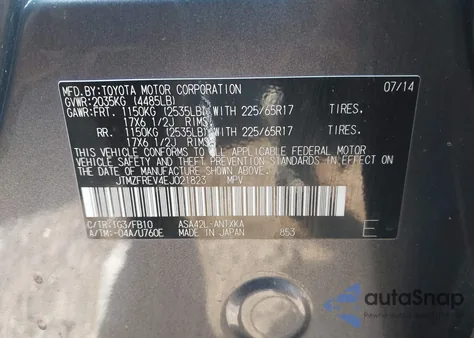 MFD.BY:TOYOTA MOTOR CORPORATION 07/14
GVWR:2035KG (4485LB)
GAWR:FRT. 1150KG (2535LB) WITH 225/65R17 TIRES,
17X6 1/2J RIMS,
RR. 1150KG (2535LB) WITH 225/65R17 TIRES,
17X6 1/2J RIMS,
THIS VEHICLE CONFORMS TO ALL APPLICABLE FEDERAL MOTOR
VEHICLE SAFETY AND THEFT PREVENTION STANDARDS IN EFFECT ON
THE DATE OF MANUFACTURE SHOWN ABOVE.
JTMZFREV4EJ021823 MPV
C/TR:1G3/FB10 ASA42L-ANTXKA
A/TM:-04A/U760E MADE IN JAPAN 853 E
autoSnap